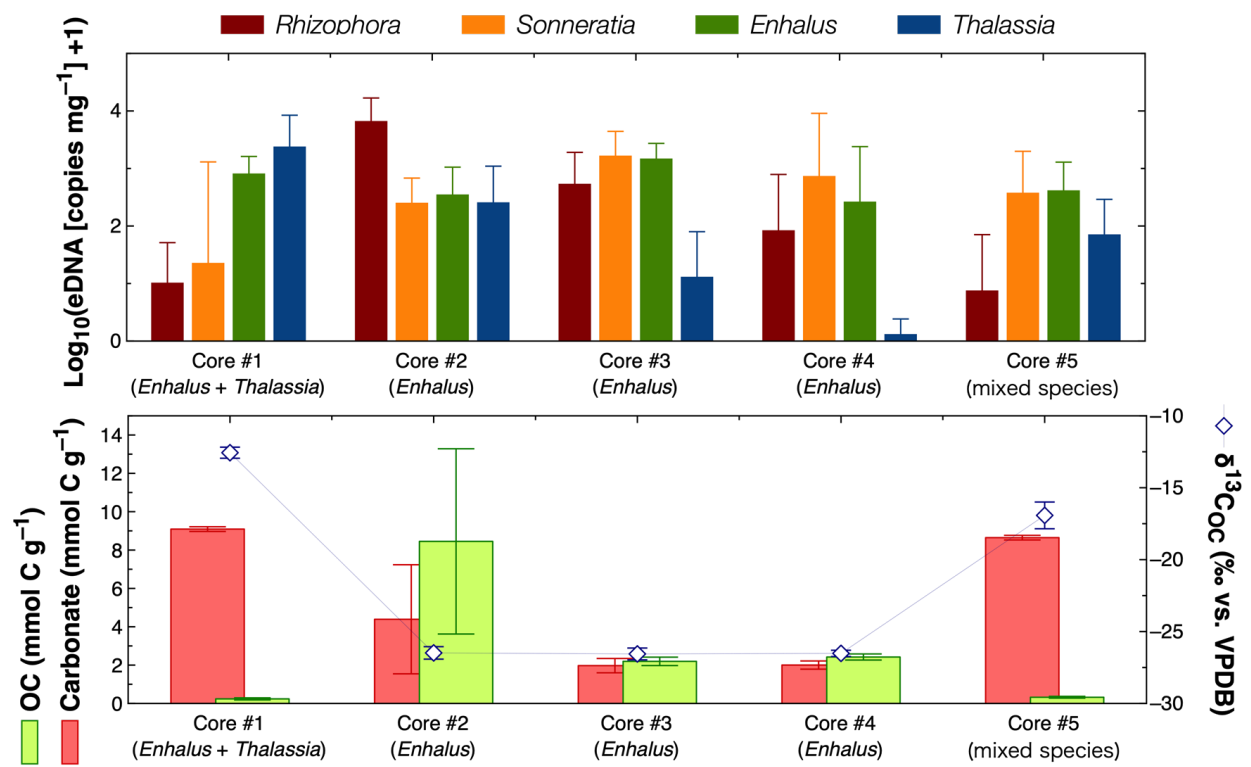 Rhizophora Sonneratia Enhalus Thalassia
Log10(eDNA [copies mg−1] +1)
4
2
0
Core #1 Core #2 Core #3 Core #4 Core #5
(Enhalus + Thalassia) (Enhalus) (Enhalus) (Enhalus) (mixed species)
OC (mmol C g−1)
Carbonate (mmol C g−1)
14
12
10
8
6
4
2
0
−10
−15
−20
−25
−30
δ13COC (‰ vs. VPDB)
Core #1 Core #2 Core #3 Core #4 Core #5
(Enhalus + Thalassia) (Enhalus) (Enhalus) (Enhalus) (mixed species)